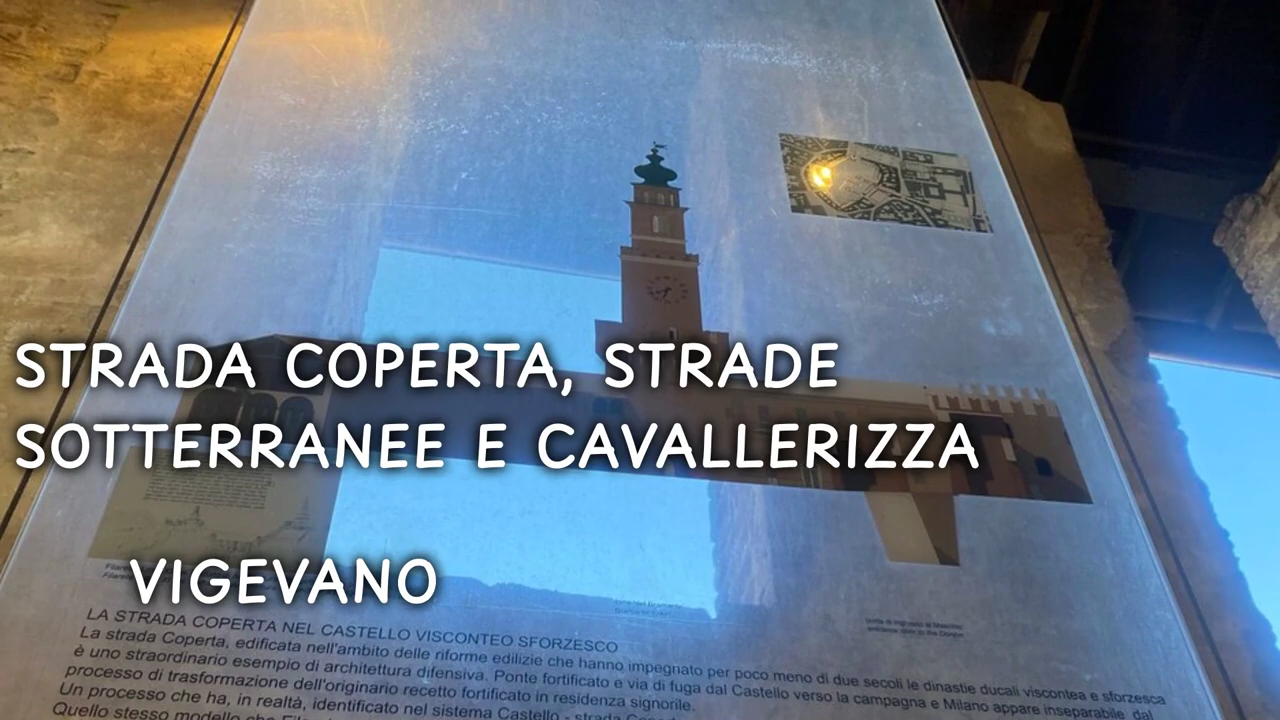 STRADA COPERTA, STRADE
SOTTERRANEE E CAVALLERIZZA
VIGEVANO
LA STRADA COPERTA NEL CASTELLO VISCONTEO SFORZESCO
La strada Coperta, edificata nell'ambito delle riforme edilizie che hanno impegnato per poco meno di due secoli le dinastie ducali viscontea e sforzesca
è uno straordinario esempio di architettura difensiva. Ponte fortificato e via di fuga dal Castello verso la campagna e Milano appare inseparabile dal
processo di trasformazione dell'originario recetto fortificato in residenza signorile.
Un processo che ha, in realtà, identificato nel sistema Castello - strada
Quello stesso modello che